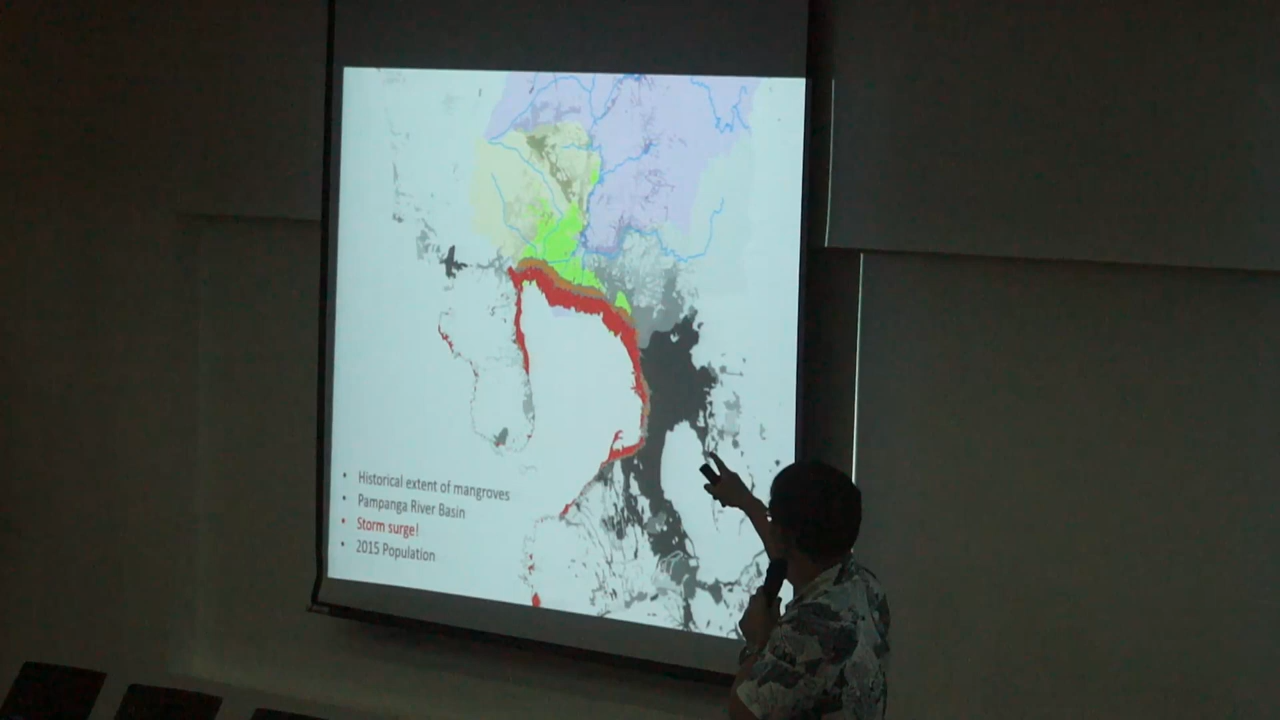 • Historical extent of mangroves
• Pampanga River Basin
• Storm surge!
• 2015 Population